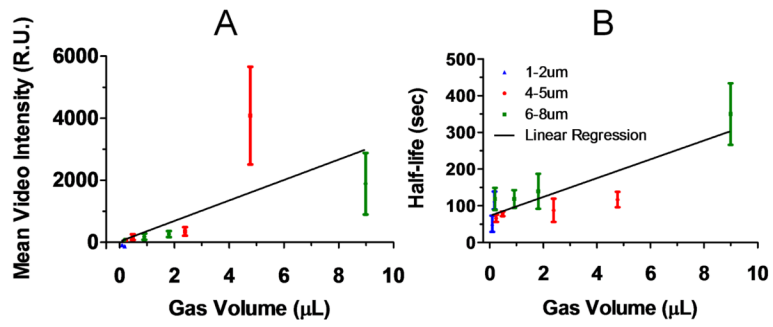 A
Mean Video Intensity (R.U.)
6000
4000
2000
0
0 2 4 6 8 10
Gas Volume (μL)
B
Half-life (sec)
500
400
300
200
100
0
1-2um
4-5um
6-8um
Linear Regression
0 2 4 6 8 10
Gas Volume (μL)